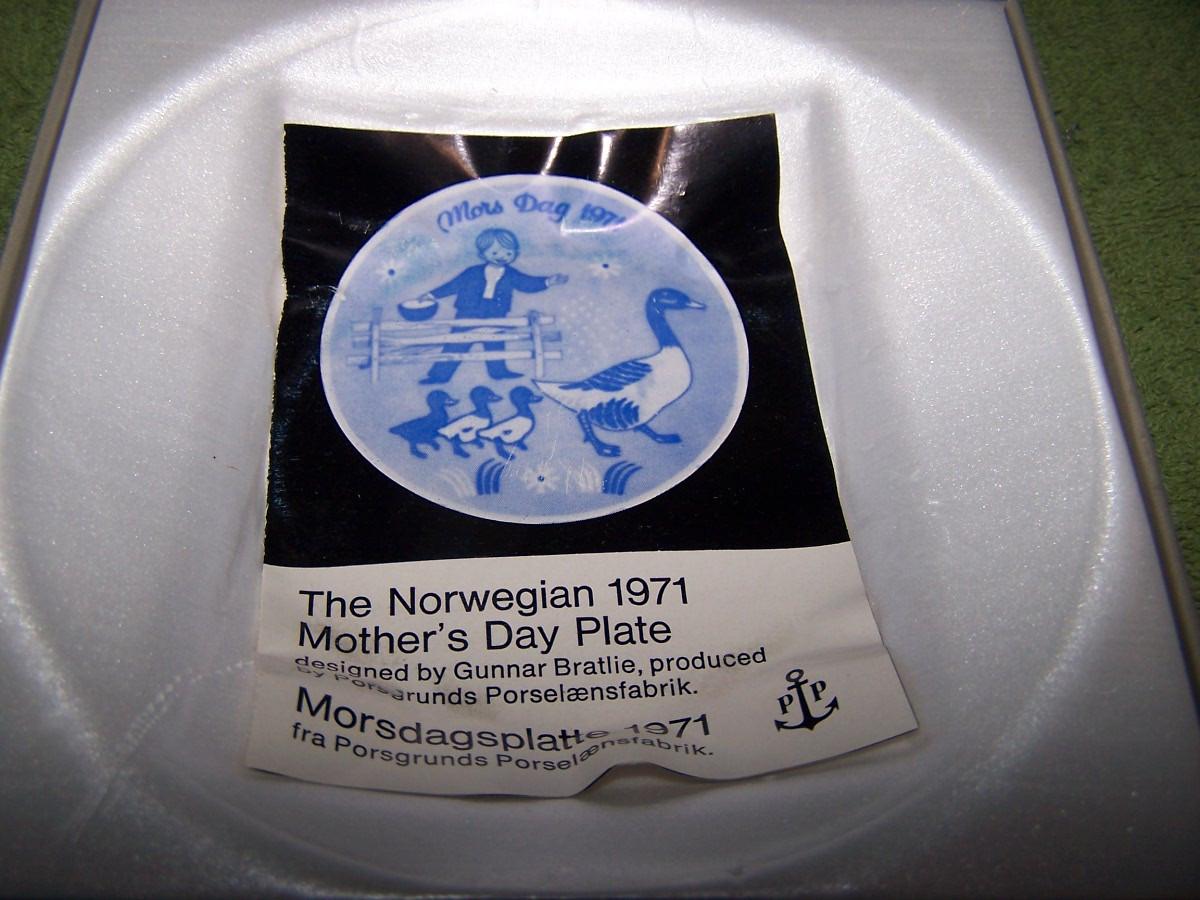 Mors Dag 1971
The Norwegian 1971
Mother's Day Plate
designed by Gunnar Bratlie, produced
by Porsgrunds Porselænsfabrik.
Morsdagsplatte 1971
fra Porsgrunds Porselænsfabrik.
P P